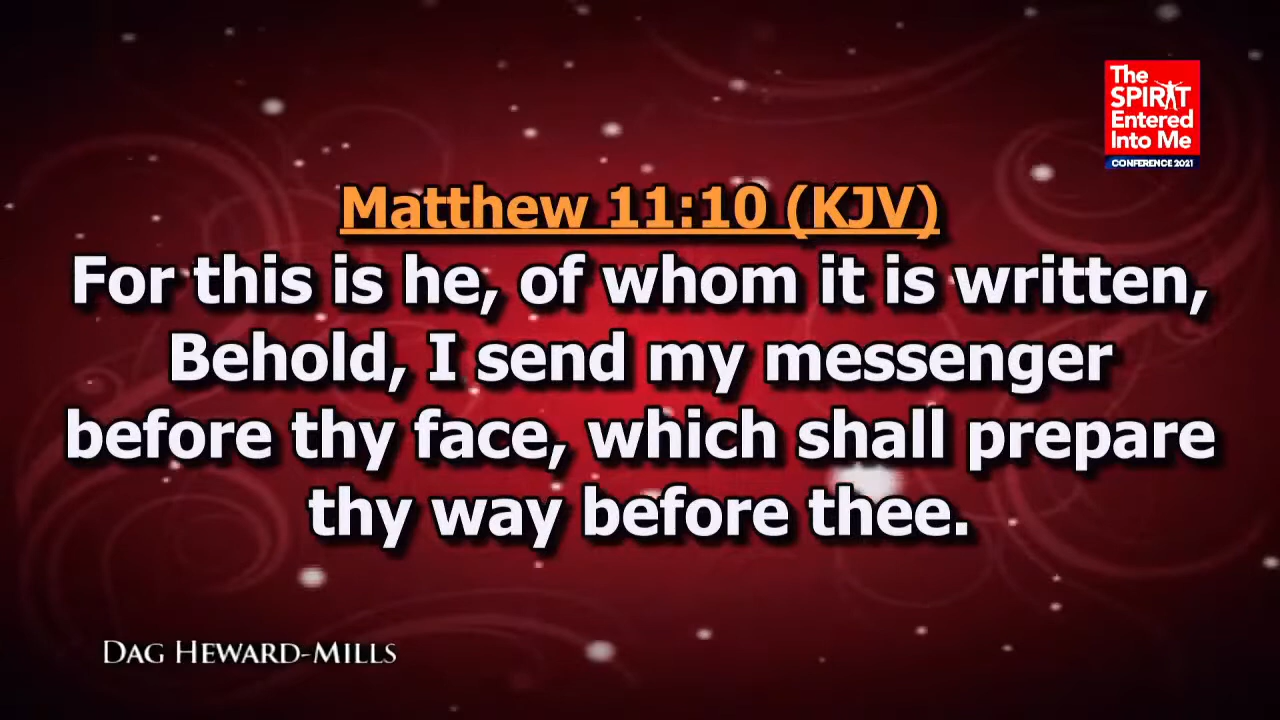 The
SPIRIT
Entered
Into Me
CONFERENCE 2021
Matthew 11:10 (KJV)
For this is he, of whom it is written,
Behold, I send my messenger
before thy face, which shall prepare
thy way before thee.
DAG HEWARD-MILLS